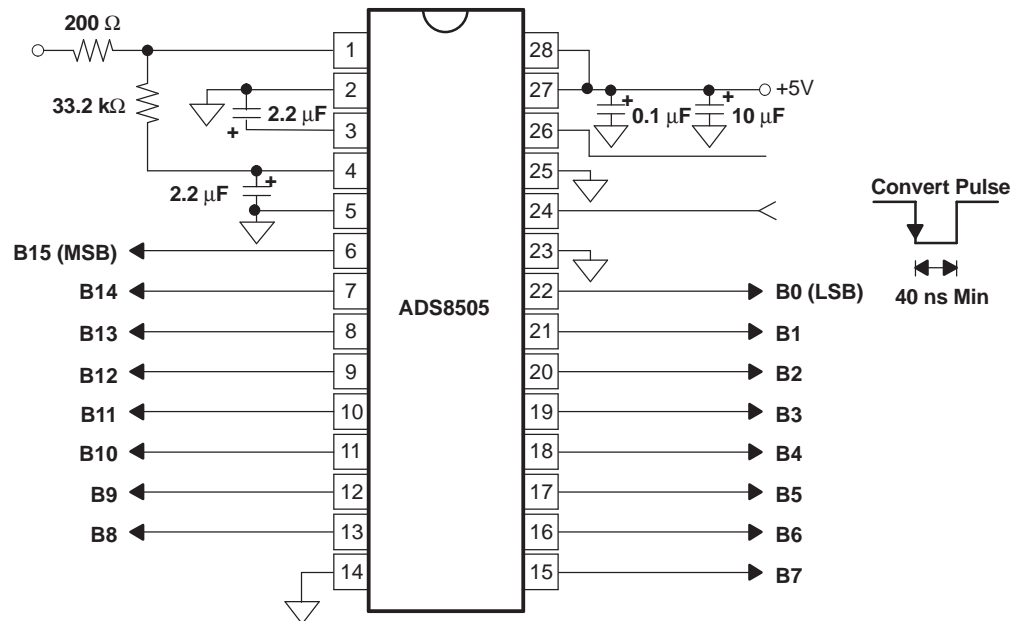 200 Ω
33.2 kΩ
2.2 μF
+
2.2 μF
+
1
2
3
4
5
6
7
8
9
10
11
12
13
14
B15 (MSB)
B14
B13
B12
B11
B10
B9
B8
ADS8505
28
27
26
25
24
23
22
21
20
19
18
17
16
15
+5V
+
0.1 μF
+
10 μF
B0 (LSB)
B1
B2
B3
B4
B5
B6
B7
Convert Pulse
40 ns Min